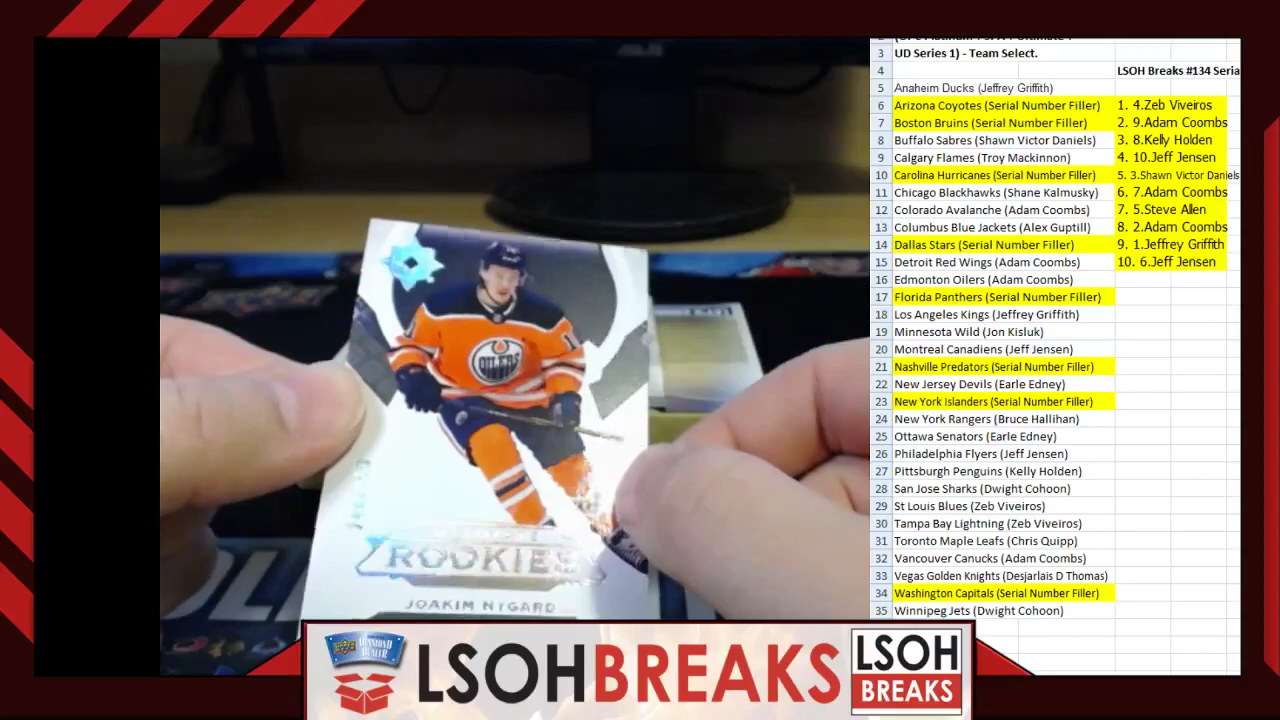 3 UD Series 1) - Team Select.
4 LSOH Breaks #134 Seria
5 Anaheim Ducks (Jeffrey Griffith)
6 Arizona Coyotes (Serial Number Filler) 1. 4.Zeb Viveiros
7 Boston Bruins (Serial Number Filler) 2. 9.Adam Coombs
8 Buffalo Sabres (Shawn Victor Daniels) 3. 8.Kelly Holden
9 Calgary Flames (Troy Mackinnon) 4. 10.Jeff Jensen
10 Carolina Hurricanes (Serial Number Filler) 5. 3.Shawn Victor Daniels
11 Chicago Blackhawks (Shane Kalmusky) 6. 7.Adam Coombs
12 Colorado Avalanche (Adam Coombs) 7. 5.Steve Allen
13 Columbus Blue Jackets (Alex Guptill) 8. 2.Adam Coombs
14 Dallas Stars (Serial Number Filler) 9. 1.Jeffrey Griffith
15 Detroit Red Wings (Adam Coombs) 10. 6.Jeff Jensen
16 Edmonton Oilers (Adam Coombs)
17 Florida Panthers (Serial Number Filler)
18 Los Angeles Kings (Jeffrey Griffith)
19 Minnesota Wild (Jon Kisluk)
20 Montreal Canadiens (Jeff Jensen)
21 Nashville Predators (Serial Number Filler)
22 New Jersey Devils (Earle Edney)
23 New York Islanders (Serial Number Filler)
24 New York Rangers (Bruce Hallihan)
25 Ottawa Senators (Earle Edney)
26 Philadelphia Flyers (Jeff Jensen)
27 Pittsburgh Penguins (Kelly Holden)
28 San Jose Sharks (Dwight Cohoon)
29 St Louis Blues (Zeb Viveiros)
30 Tampa Bay Lightning (Zeb Viveiros)
31 Toronto Maple Leafs (Chris Quipp)
32 Vancouver Canucks (Adam Coombs)
33 Vegas Golden Knights (Desjarlais D Thomas)
34 Washington Capitals (Serial Number Filler)
35 Winnipeg Jets (Dwight Cohoon)
ASUS
OILERS
ROOKIES
JOAKIM NYGARD
DIAMOND
DEALER
LSOHBREAKS
LSOH
BREAKS